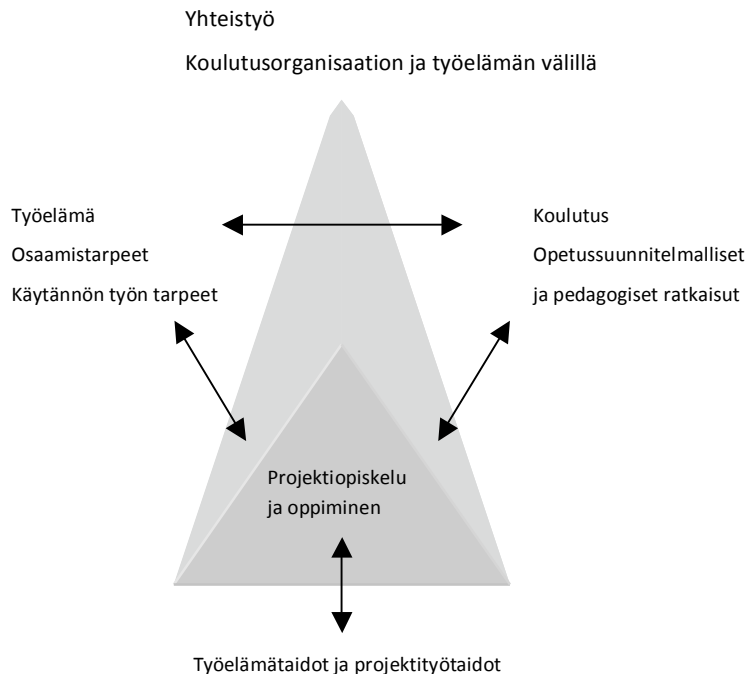 Yhteistyö
Koulutusorganisaation ja työelämän välillä
Työelämä
Osaamistarpeet
Käytännön työn tarpeet
Koulutus
Opetussuunnitelmalliset
ja pedagogiset ratkaisut
Projektiopiskelu
ja oppiminen
Työelämätaidot ja projektityötaidot